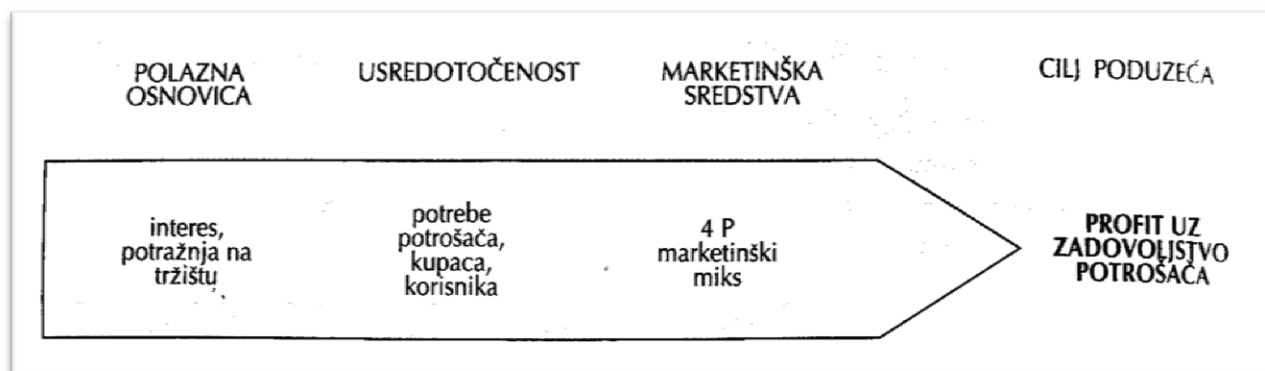 POLAZNA
OSNOVICA
USREDOTOČENOST
MARKETINŠKA
SREDSTVA
CILJ PODUZEĆA
interes,
potražnja na
tržištu
potrebe
potrošača,
kupaca,
korisnika
4 P
marketinški
miks
PROFIT UZ
ZADOVOLJSTVO
POTROŠAČA